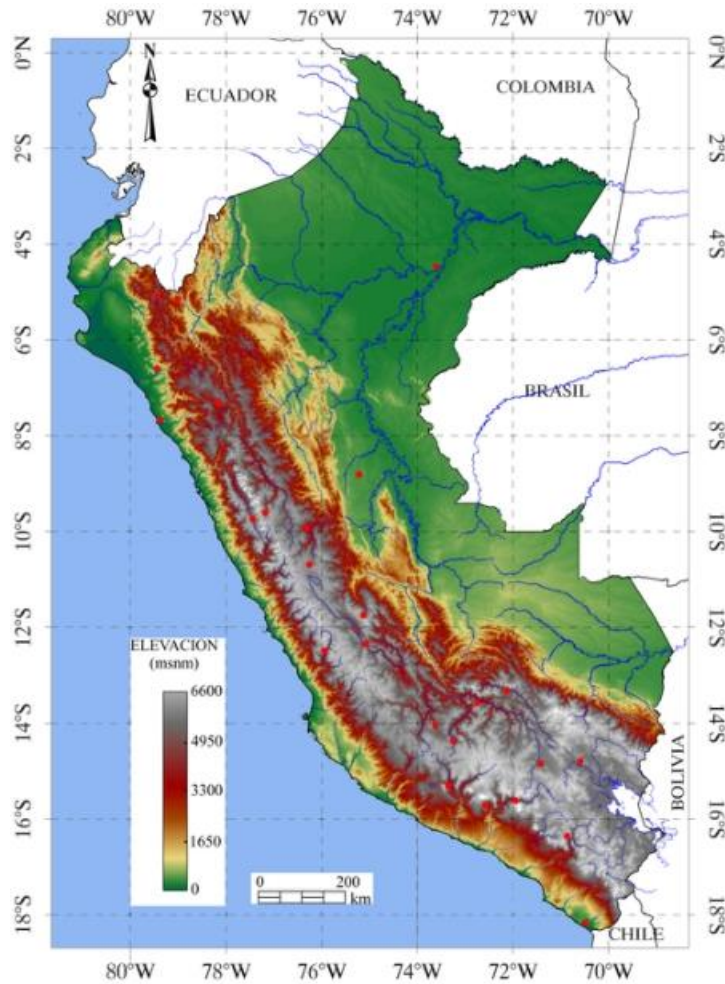 80°W 78°W 76°W 74°W 72°W 70°W
0°N 0°N
N
ECUADOR
COLOMBIA
2°S 2°S
4°S 4°S
6°S 6°S
BRASIL
8°S 8°S
10°S 10°S
12°S 12°S
ELEVACION
(msnm)
6600
4950
3300
1650
0
14°S 14°S
BOLIVIA
16°S 16°S
0 200
km
18°S 18°S
CHILE
80°W 78°W 76°W 74°W 72°W 70°W